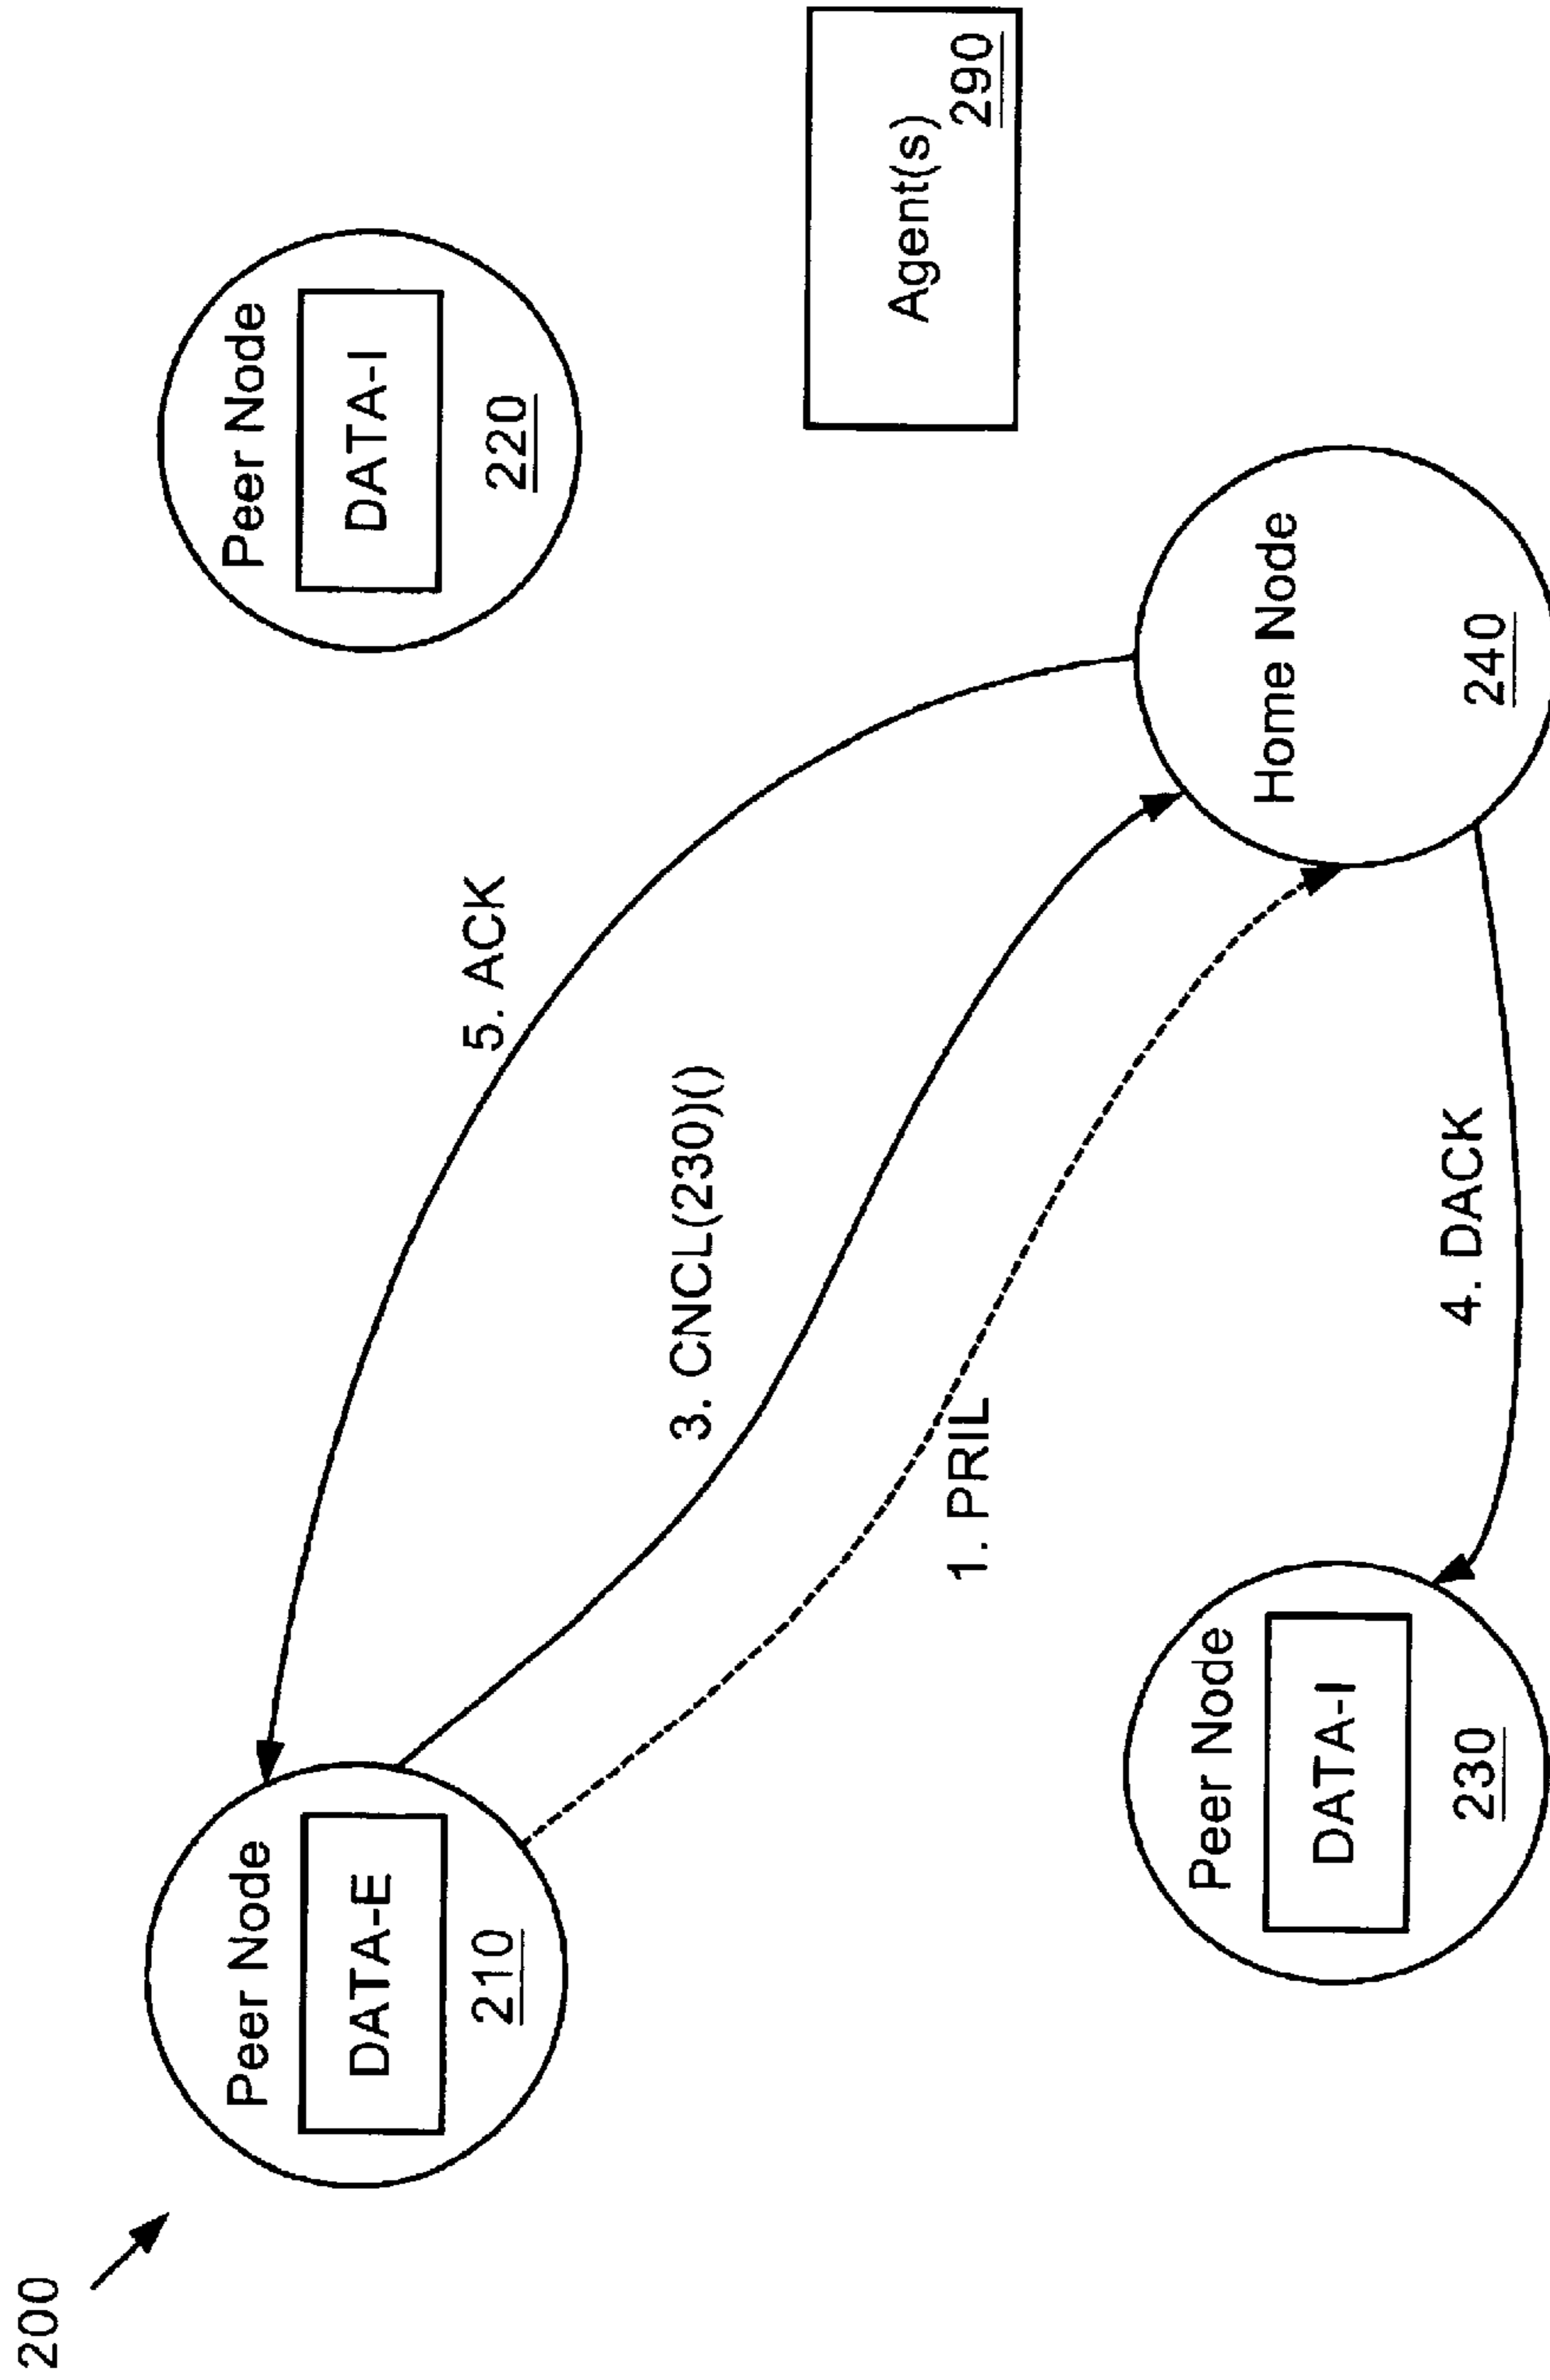 200
Peer Node
DATA-E
210
Peer Node
DATA-I
220
5. ACK
3. CNCL(230)()
1. PRIL
Agent(s)
290
Peer Node
DATA-I
230
4. DACK
Home Node
240